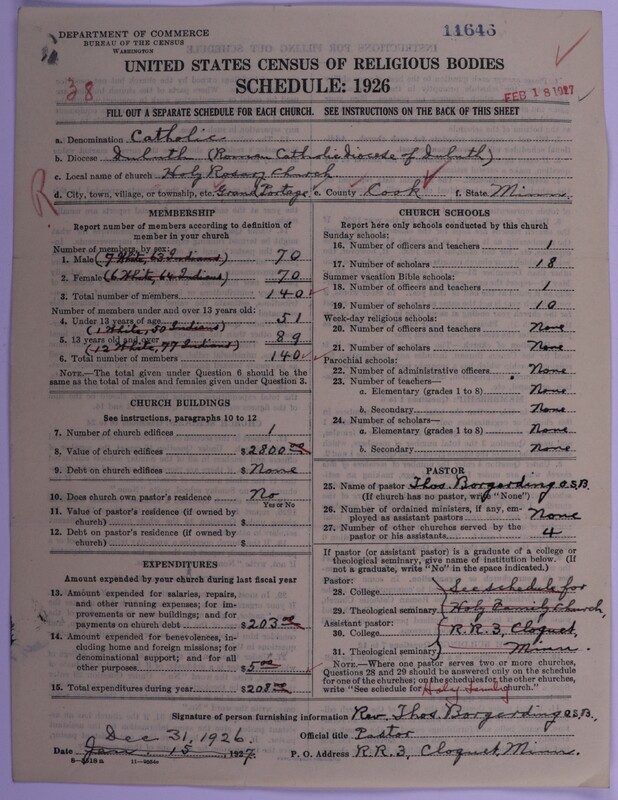 DEPARTMENT OF COMMERCE
BUREAU OF THE CENSUS
WASHINGTON
11646
UNITED STATES CENSUS OF RELIGIOUS BODIES
SCHEDULE: 1926
38
FEB 18 1927
FILL OUT A SEPARATE SCHEDULE FOR EACH CHURCH. SEE INSTRUCTIONS ON THE BACK OF THIS SHEET
a. Denomination Catholic
b. Diocese Duluth (Roman Catholic Diocese of Duluth)
c. Local name of church Holy Rosary Church
d. City, town, village, or township, etc. Grand Portage e. County Cook f. State Minn
R
MEMBERSHIP
Report number of members according to definition of
member in your church
Number of members, by sex:
1. Male (7 White, 63 Indians) 70
2. Female (6 White, 64 Indians) 70
3. Total number of members 140
Number of members under and over 13 years old:
4. Under 13 years of age 51
(1 White, 50 Indians)
5. 13 years old and over 89
(12 White, 77 Indians)
6. Total number of members 140
NOTE.—The total given under Question 6 should be
same as the total of males and females given under Question 3.
CHURCH BUILDINGS
See instructions, paragraphs 10 to 12
7. Number of church edifices 1
8. Value of church edifices $2800.00
9. Debt on church edifices $None
10. Does church own pastor's residence No
Yes or No
11. Value of pastor's residence (if owned by
church) $
12. Debt on pastor's residence (if owned by
church) $
EXPENDITURES
Amount expended by your church during last fiscal year
13. Amount expended for salaries, repairs,
and other running expenses; for im-
provements or new buildings; and for
payments on church debt $203.00
14. Amount expended for benevolences, in-
cluding home and foreign missions; for
denominational support; and for all
other purposes $5.00
15. Total expenditures during year $208.00
CHURCH SCHOOLS
Report here only schools conducted by this church
Sunday schools:
16. Number of officers and teachers 1
17. Number of scholars 18
Summer vacation Bible schools:
18. Number of officers and teachers 1
19. Number of scholars 10
Week-day religious schools:
20. Number of officers and teachers None
21. Number of scholars None
Parochial schools:
22. Number of administrative officers None
23. Number of teachers—
a. Elementary (grades 1 to 8) None
b. Secondary None
24. Number of scholars—
a. Elementary (grades 1 to 8) None
b. Secondary None
PASTOR
25. Name of pastor Thos. Borgerding O.S.B.
(If church has no pastor, write "None")
26. Number of ordained ministers, if any, em-
ployed as assistant pastors None
27. Number of other churches served by the
pastor or his assistants 4
If pastor (or assistant pastor) is a graduate of a college or
theological seminary, give name of institution below. (If
not a graduate, write "No" in the space indicated.)
Pastor:
28. College See schedule for
29. Theological seminary Holy Family Church,
Assistant pastor:
30. College R.R. 3, Cloquet,
31. Theological seminary Minn.
NOTE.—Where one pastor serves two or more churches,
Questions 28 and 29 should be answered only on the schedule
for one of the churches; on the schedules for the other churches,
write "See schedule for Holy Family church."
Signature of person furnishing information Rev. Thos. Borgerding O.S.B.
Dec 31, 1926.
Official title Pastor
Date Jan. 15, 1927.
P. O. Address R.R. 3, Cloquet, Minn.